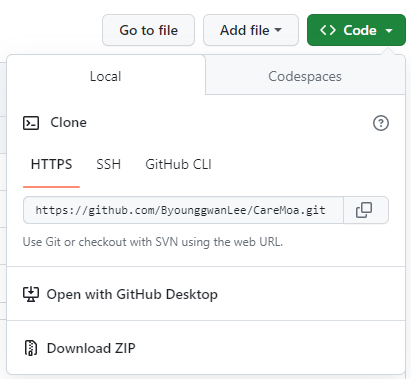 Go to file
Add file
<> Code
Local
Codespaces
Clone
HTTPS
SSH
GitHub CLI
https://github.com/ByounggwanLee/CareMoa.git
Use Git or checkout with SVN using the web URL.
Open with GitHub Desktop
Download ZIP